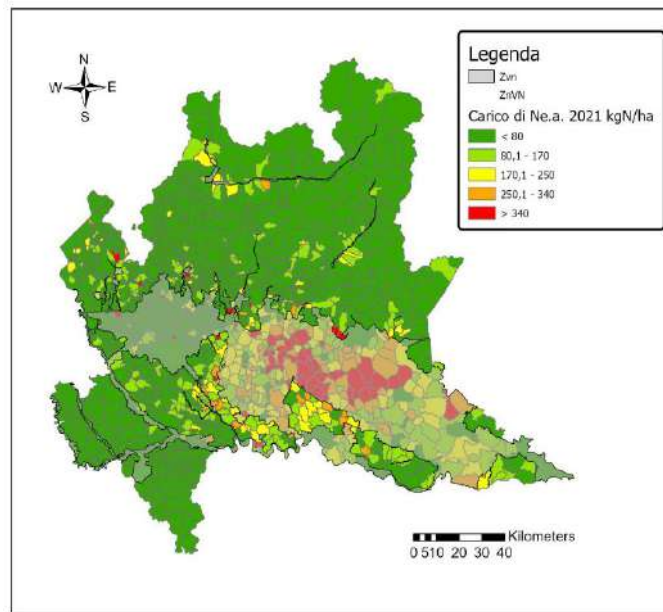 N
W E
S
Legenda
Zvn
ZnVN
Carico di Ne.a. 2021 kgN/ha
< 80
80,1 - 170
170,1 - 250
250,1 - 340
> 340
Kilometers
0 5 10 20 30 40